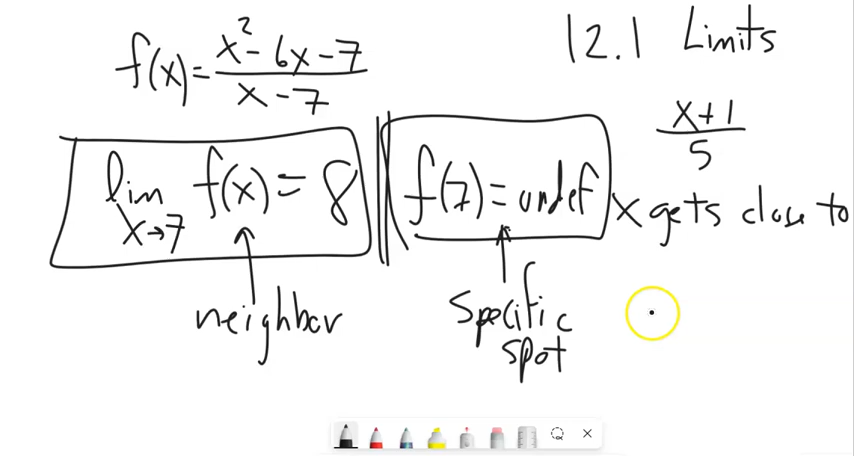 12.1 Limits
f(x) = x² - 6x - 7 / x - 7
lim x→7 f(x) = 8
f(7) = undef
x + 1 / 5
x gets close to
neighbor
specific
spot